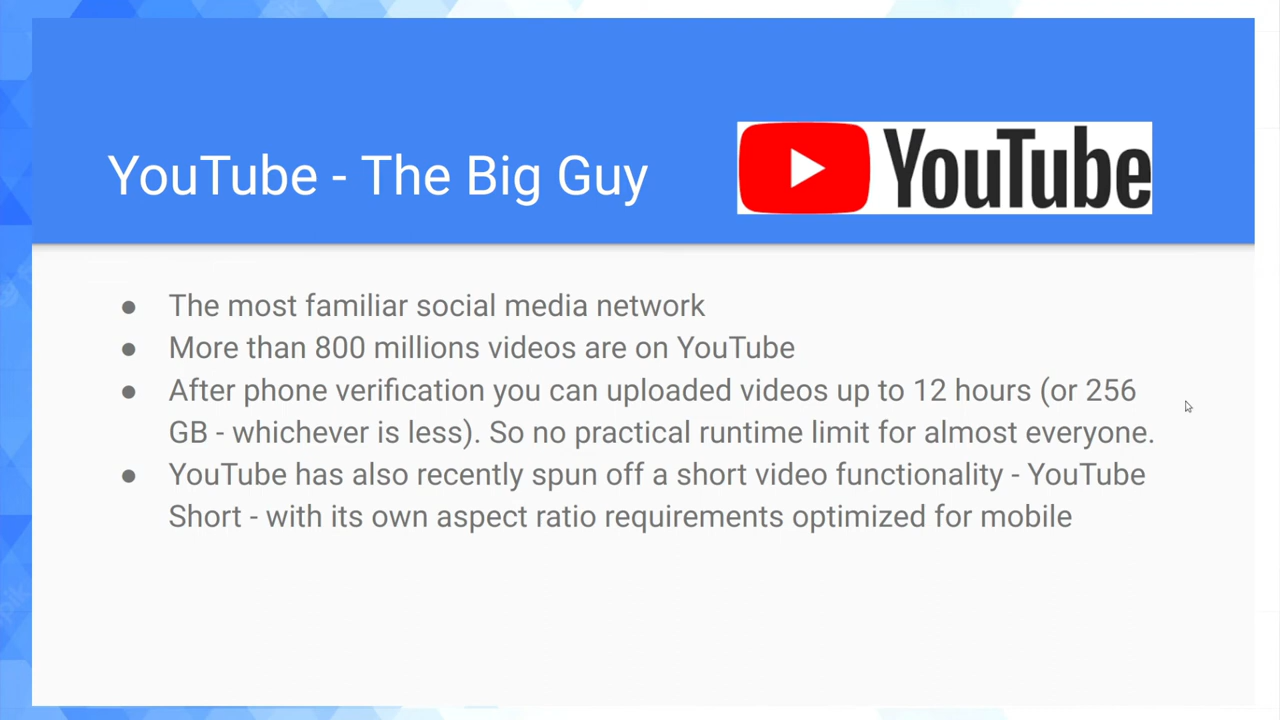 YouTube - The Big Guy
YouTube
● The most familiar social media network
● More than 800 millions videos are on YouTube
● After phone verification you can uploaded videos up to 12 hours (or 256
GB - whichever is less). So no practical runtime limit for almost everyone.
● YouTube has also recently spun off a short video functionality - YouTube
Short - with its own aspect ratio requirements optimized for mobile